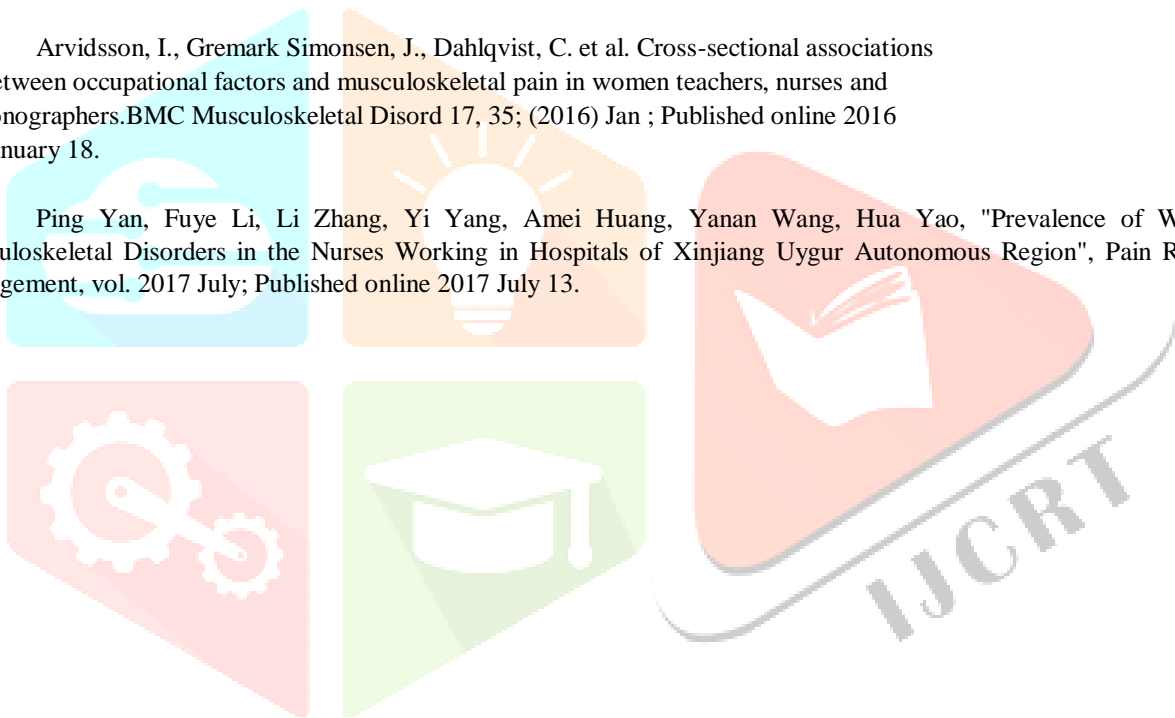 Arvidsson, I., Gremark Simonsen, J., Dahlqvist, C. et al. Cross-sectional associations
etween occupational factors and musculoskeletal pain in women teachers, nurses and
onographers.BMC Musculoskeletal Disord 17, 35; (2016) Jan ; Published online 2016
nuary 18.
Ping Yan, Fuye Li, Li Zhang, Yi Yang, Amei Huang, Yanan Wang, Hua Yao, "Prevalence of W
uloskeletal Disorders in the Nurses Working in Hospitals of Xinjiang Uygur Autonomous Region", Pain R
gement, vol. 2017 July; Published online 2017 July 13.
IJCRT